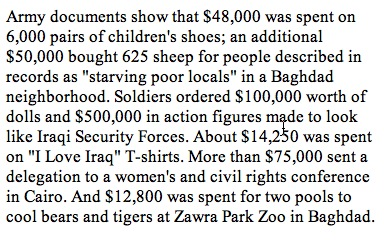 Army documents show that $48,000 was spent on
6,000 pairs of children's shoes; an additional
$50,000 bought 625 sheep for people described in
records as "starving poor locals" in a Baghdad
neighborhood. Soldiers ordered $100,000 worth of
dolls and $500,000 in action figures made to look
like Iraqi Security Forces. About $14,250 was spent
on "I Love Iraq" T-shirts. More than $75,000 sent a
delegation to a women's and civil rights conference
in Cairo. And $12,800 was spent for two pools to
cool bears and tigers at Zawra Park Zoo in Baghdad.